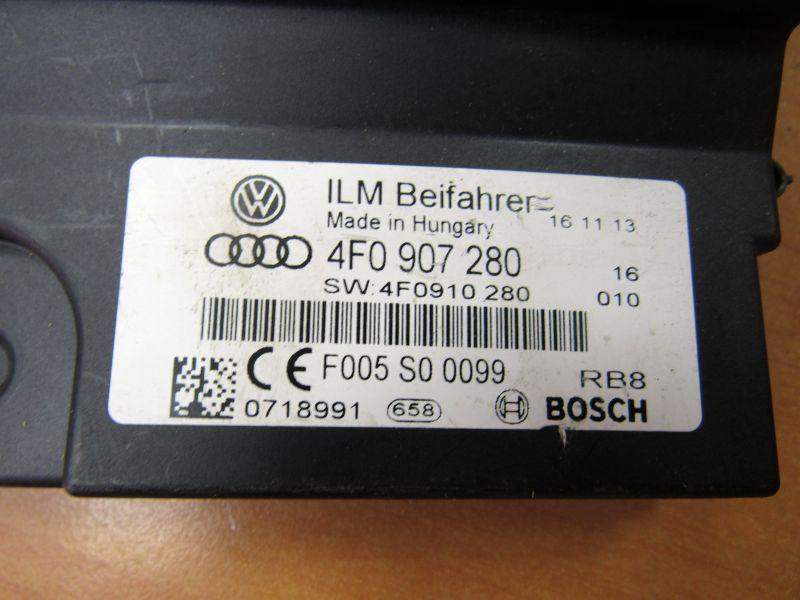 ILM Beifahrer
Made in Hungary 16 11 13
4F0 907 280 16
SW:4F0910 280 010
CE F005 S0 0099 RB8
0718991 658 BOSCH